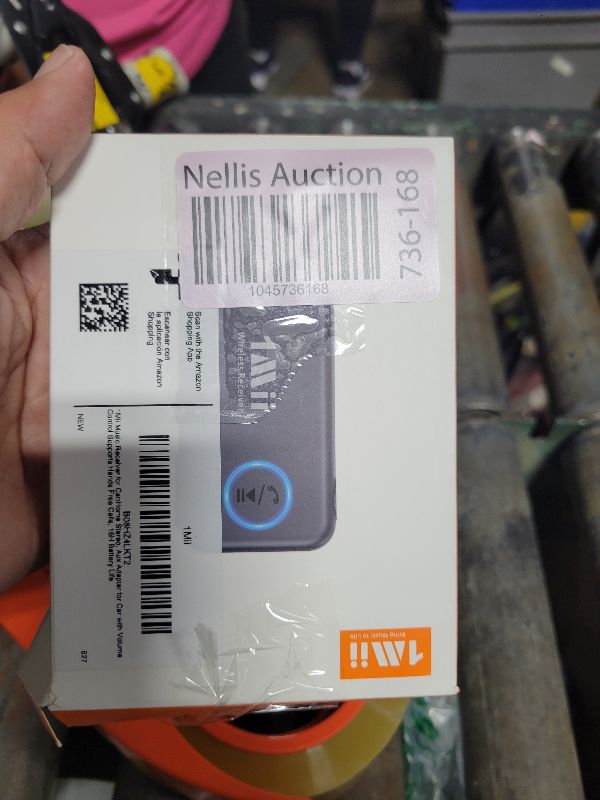 Nellis Auction
1045736168
736-168
Scan with the Amazon
Shopping App
Escanear con
la aplicación Amazon
Shopping
1Mii
Wireless Receiver
1Mii
B08HZ4LKT2
1Mii Music Receiver for Car/Home Stereo, Aux Adapter for Car with Volume
Control Supports Hands Free Calls, 16H Battery Life
NEW
627
1Mii
Bring Music to Life